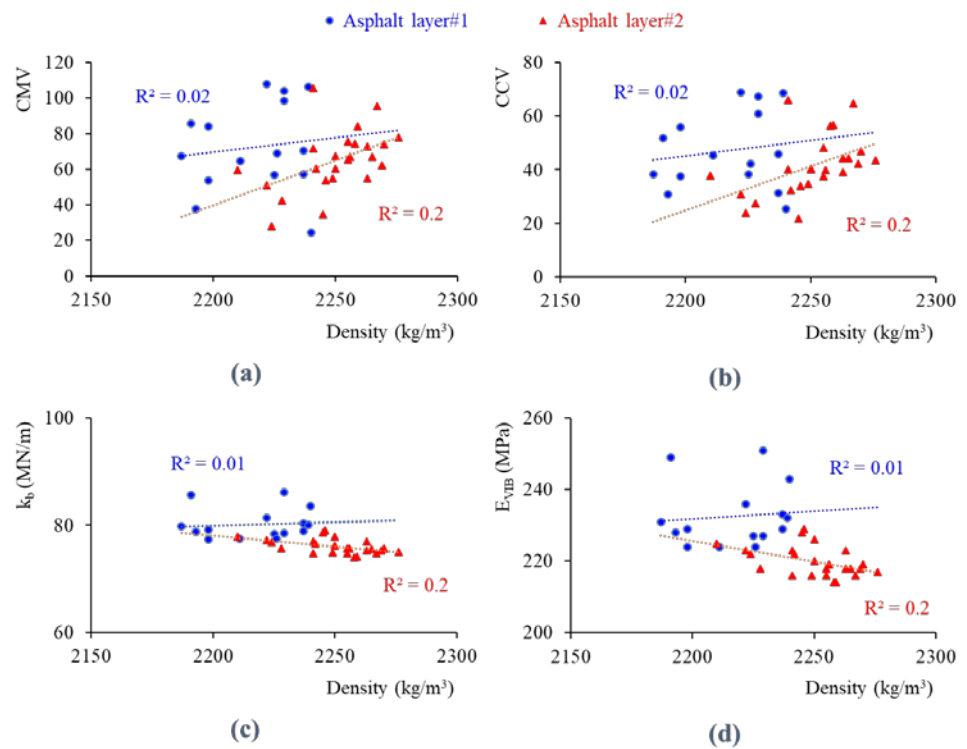 Asphalt layer#1 Asphalt layer#2
CMV
120
100
80
60
40
20
0
R² = 0.02
R² = 0.2
2150 2200 2250 2300
Density (kg/m³)
(a)
CCV
80
60
40
20
0
R² = 0.02
R² = 0.2
2150 2200 2250 2300
Density (kg/m³)
(b)
k_b (MN/m)
100
80
60
R² = 0.01
R² = 0.2
2150 2200 2250 2300
Density (kg/m³)
(c)
E_VIB (MPa)
260
240
220
200
R² = 0.01
R² = 0.2
2150 2200 2250 2300
Density (kg/m³)
(d)